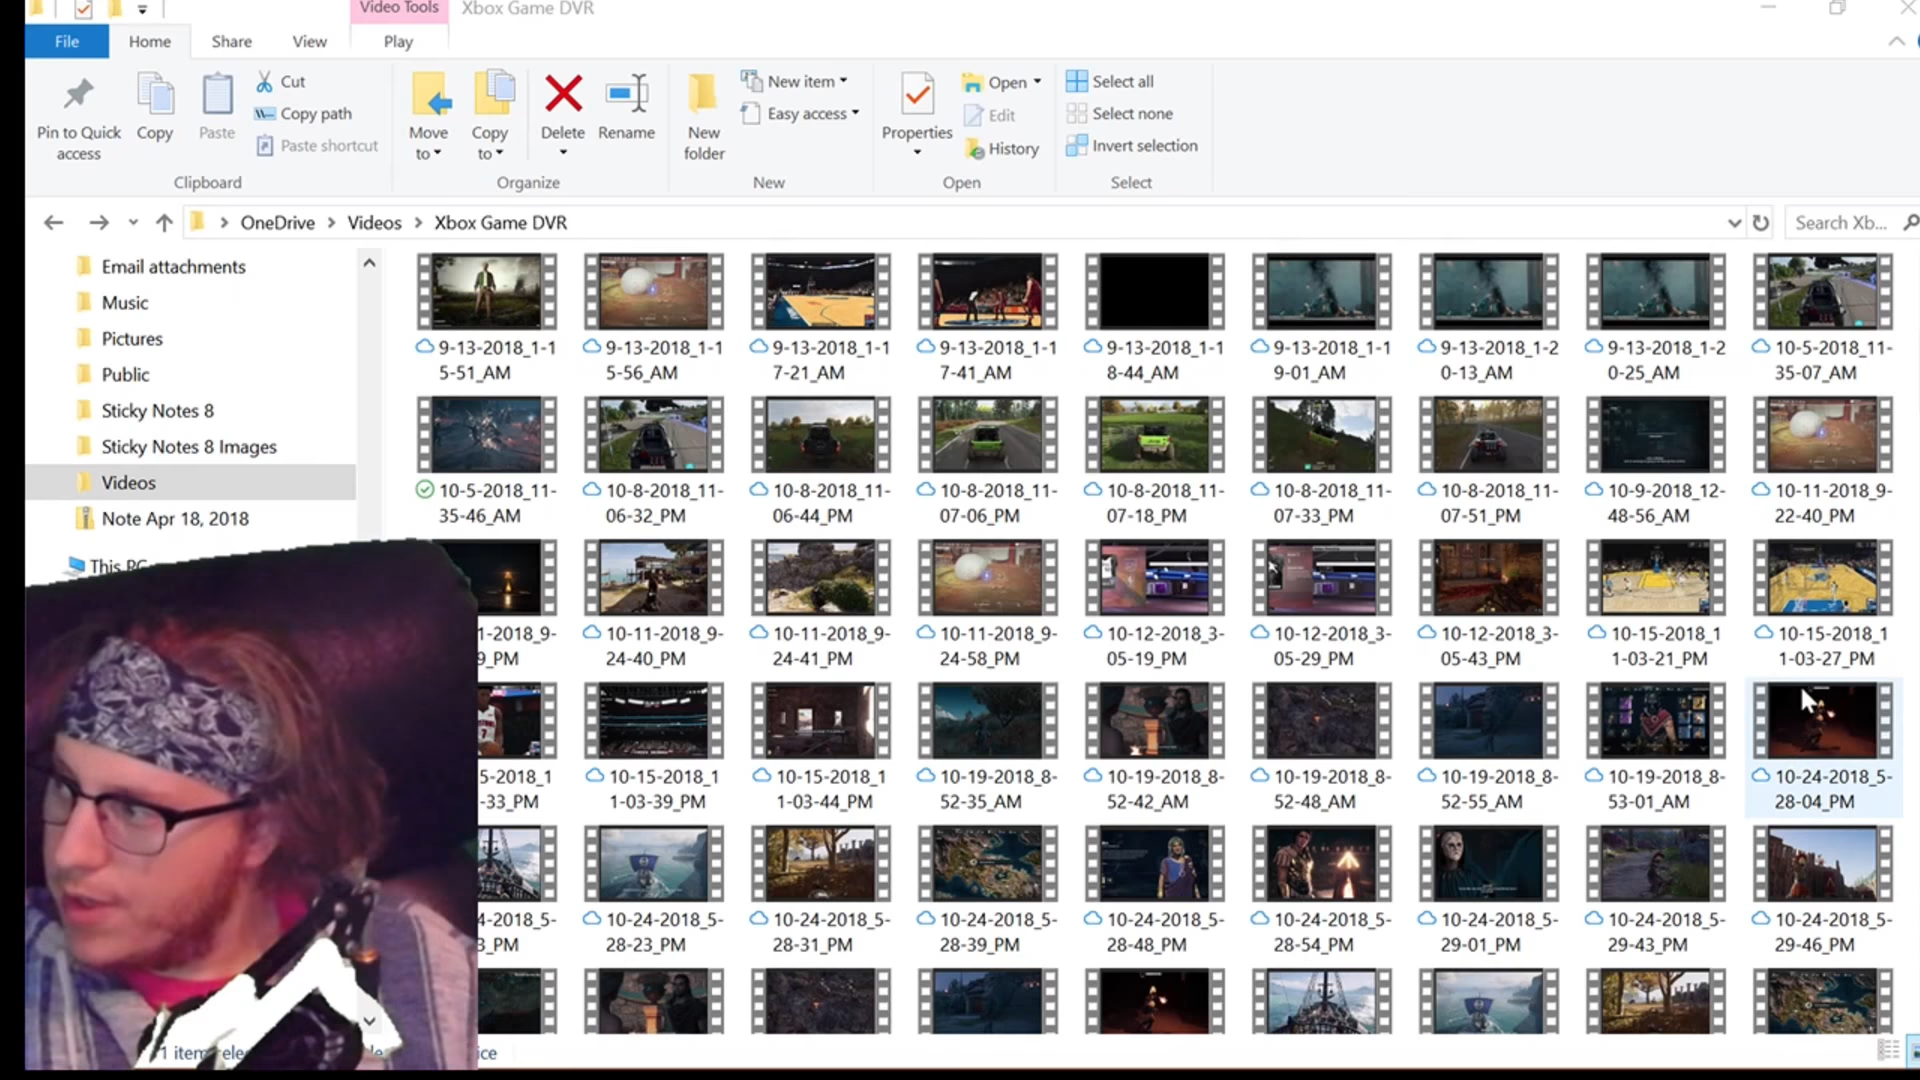 Video Tools Xbox Game DVR
File Home Share View Play
Pin to Quick access
Copy
Paste
Cut
Copy path
Paste shortcut
Move to
Copy to
Delete
Rename
New folder
New item
Easy access
Properties
Open
Edit
History
Select all
Select none
Invert selection
Clipboard Organize New Open Select
OneDrive Videos Xbox Game DVR
Search Xb...
Email attachments
Music
Pictures
Public
Sticky Notes 8
Sticky Notes 8 Images
Videos
Note Apr 18, 2018
This PC
9-13-2018_1-1 9-13-2018_1-1 9-13-2018_1-1 9-13-2018_1-1 9-13-2018_1-1 9-13-2018_1-1 9-13-2018_1-2 9-13-2018_1-2 10-5-2018_11-
5-51_AM 5-56_AM 7-21_AM 7-41_AM 8-44_AM 9-01_AM 0-13_AM 0-25_AM 35-07_AM
10-5-2018_11- 10-8-2018_11- 10-8-2018_11- 10-8-2018_11- 10-8-2018_11- 10-8-2018_11- 10-8-2018_11- 10-9-2018_12- 10-11-2018_9-
35-46_AM 06-32_PM 06-44_PM 07-06_PM 07-18_PM 07-33_PM 07-51_PM 48-56_AM 22-40_PM
1-2018_9- 10-11-2018_9- 10-11-2018_9- 10-11-2018_9- 10-12-2018_3- 10-12-2018_3- 10-12-2018_3- 10-15-2018_1 10-15-2018_1
9_PM 24-40_PM 24-41_PM 24-58_PM 05-19_PM 05-29_PM 05-43_PM 1-03-21_PM 1-03-27_PM
5-2018_1 10-15-2018_1 10-15-2018_1 10-19-2018_8- 10-19-2018_8- 10-19-2018_8- 10-19-2018_8- 10-19-2018_8- 10-24-2018_5-
-33_PM 1-03-39_PM 1-03-44_PM 52-35_AM 52-42_AM 52-48_AM 52-55_AM 53-01_AM 28-04_PM
4-2018_5- 10-24-2018_5- 10-24-2018_5- 10-24-2018_5- 10-24-2018_5- 10-24-2018_5- 10-24-2018_5- 10-24-2018_5- 10-24-2018_5-
3_PM 28-23_PM 28-31_PM 28-39_PM 28-48_PM 28-54_PM 29-01_PM 29-43_PM 29-46_PM
1 item